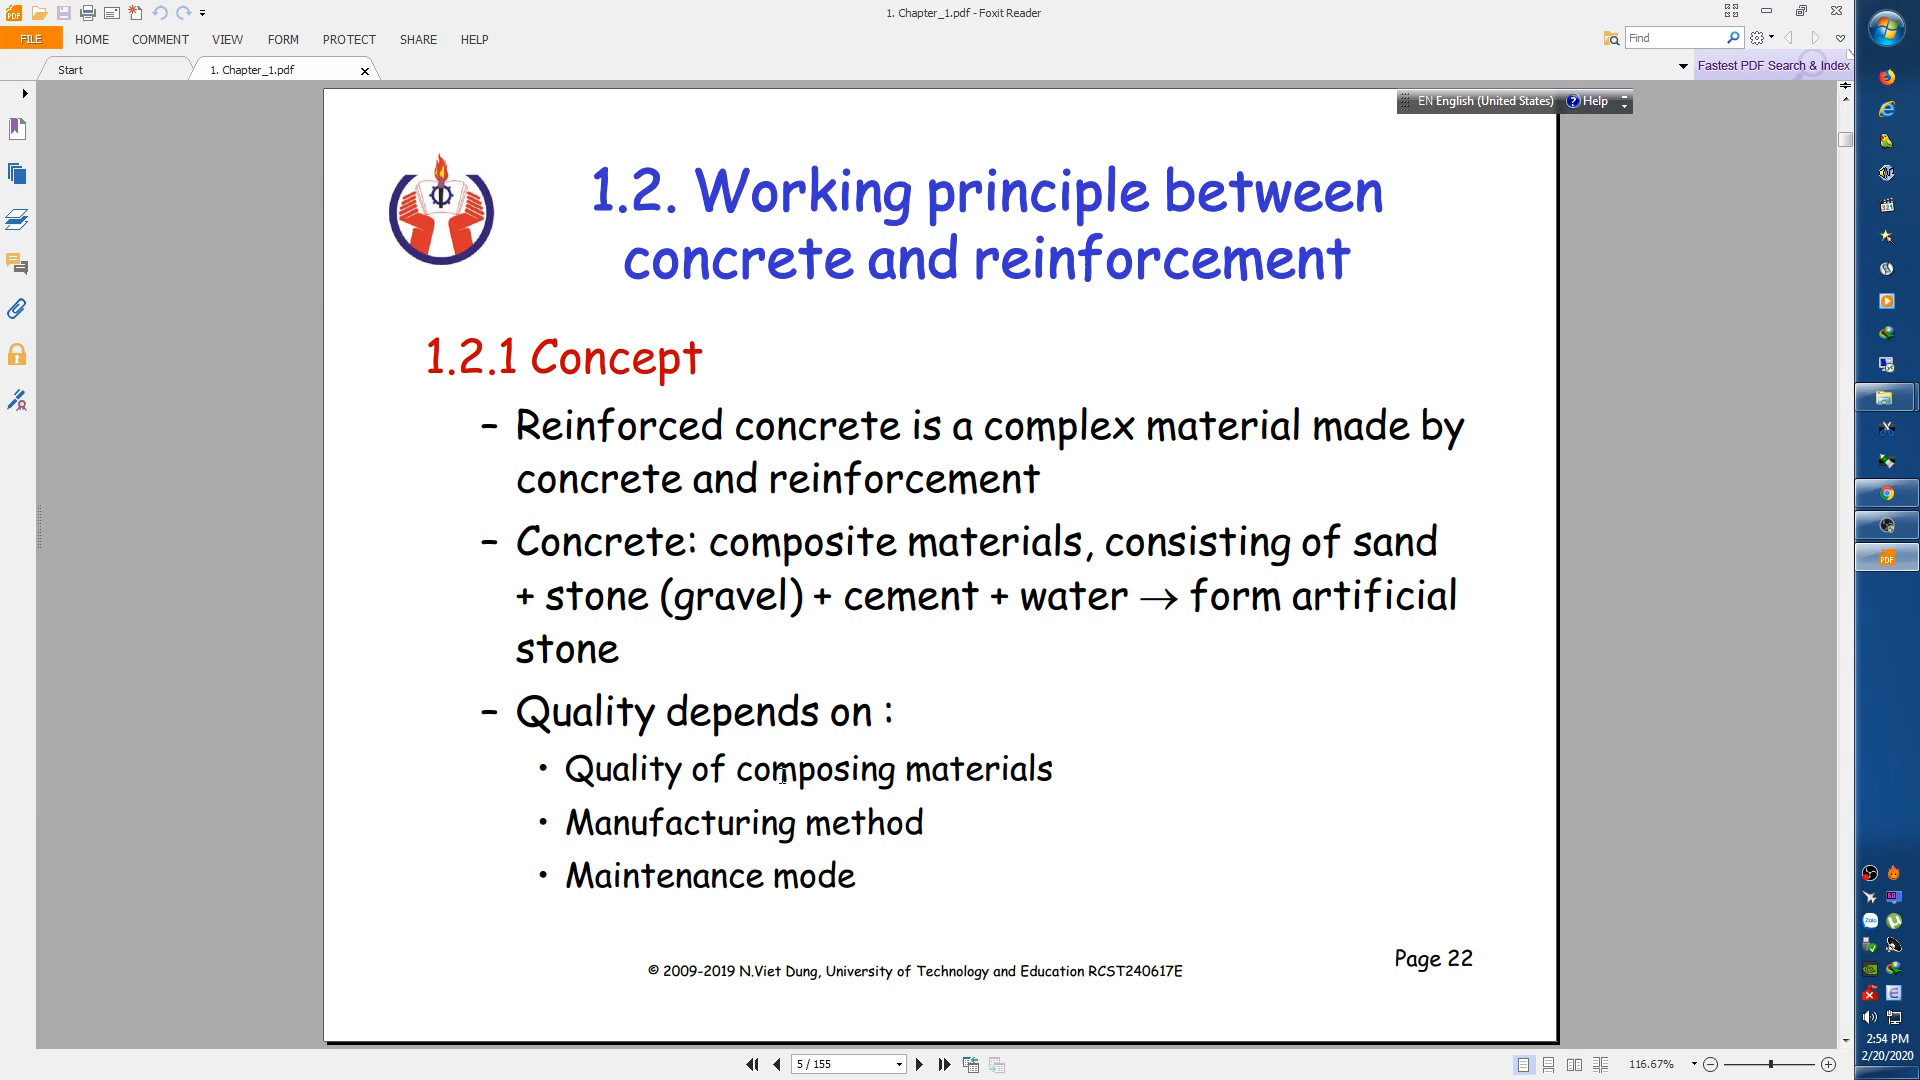 1. Chapter_1.pdf - Foxit Reader
FILE HOME COMMENT VIEW FORM PROTECT SHARE HELP
Find
Start
1. Chapter_1.pdf
Fastest PDF Search & Index
EN English (United States) Help
1.2. Working principle between
concrete and reinforcement
1.2.1 Concept
– Reinforced concrete is a complex material made by
concrete and reinforcement
– Concrete: composite materials, consisting of sand
+ stone (gravel) + cement + water → form artificial
stone
– Quality depends on :
• Quality of composing materials
• Manufacturing method
• Maintenance mode
Page 22
© 2009-2019 N.Viet Dung, University of Technology and Education RCST240617E
5 / 155
116.67%
2:54 PM
2/20/2020